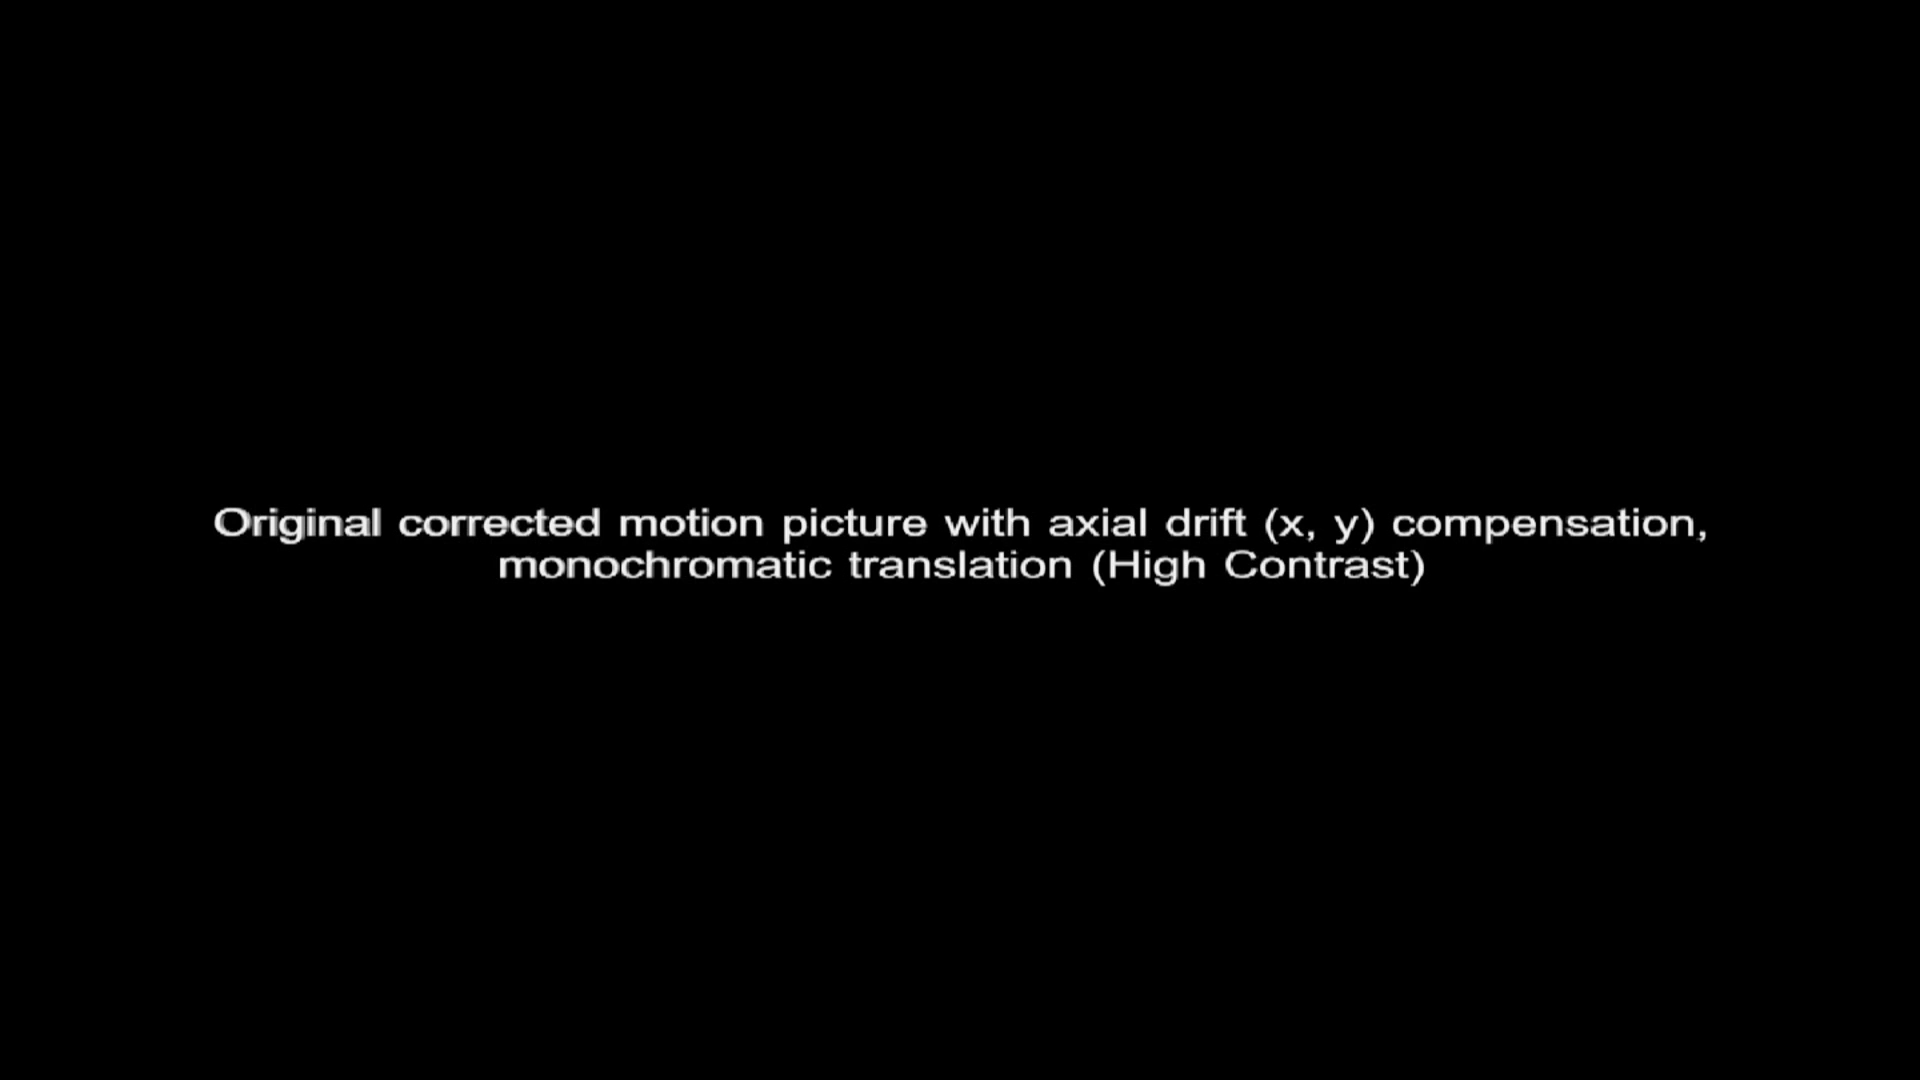 Original corrected motion picture with axial drift (x, y) compensation,
monochromatic translation (High Contrast)